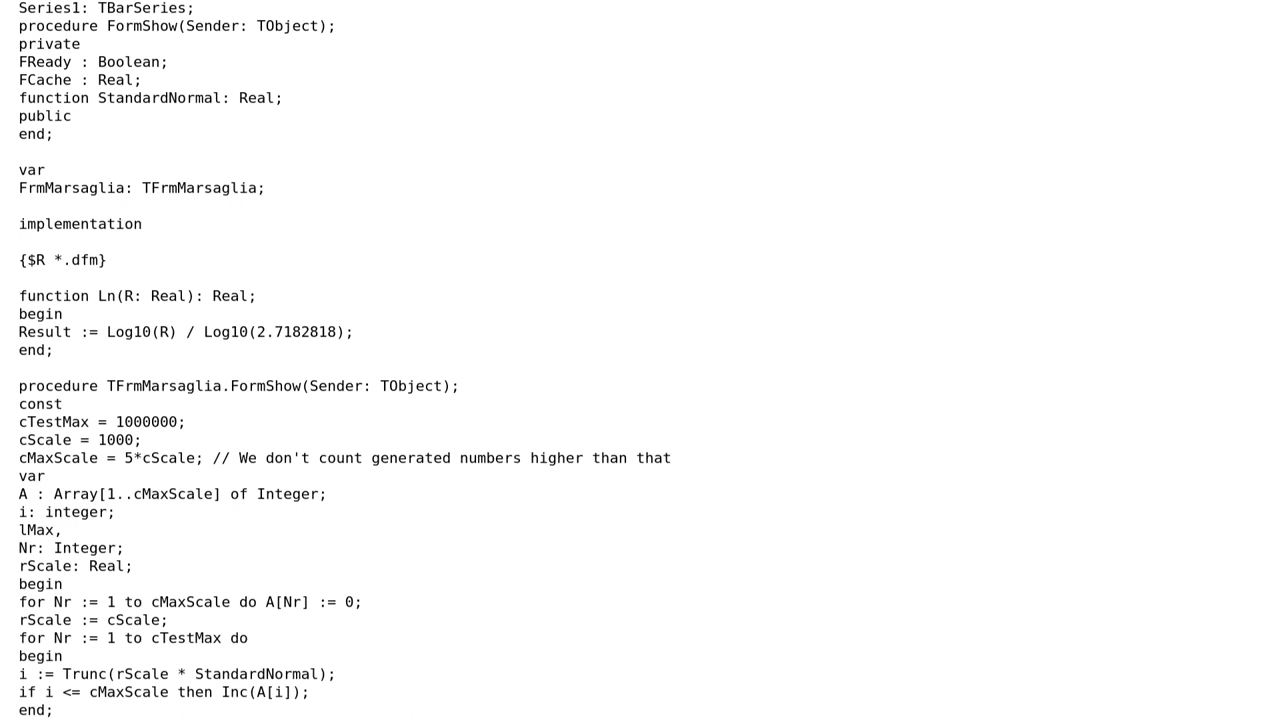 Series1: TBarSeries;
procedure FormShow(Sender: TObject);
private
FReady : Boolean;
FCache : Real;
function StandardNormal: Real;
public
end;

var
FrmMarsaglia: TFrmMarsaglia;

implementation

{$R *.dfm}

function Ln(R: Real): Real;
begin
Result := Log10(R) / Log10(2.7182818);
end;

procedure TFrmMarsaglia.FormShow(Sender: TObject);
const
cTestMax = 1000000;
cScale = 1000;
cMaxScale = 5*cScale; // We don't count generated numbers higher than that
var
A : Array[1..cMaxScale] of Integer;
i: integer;
lMax,
Nr: Integer;
rScale: Real;
begin
for Nr := 1 to cMaxScale do A[Nr] := 0;
rScale := cScale;
for Nr := 1 to cTestMax do
begin
i := Trunc(rScale * StandardNormal);
if i <= cMaxScale then Inc(A[i]);
end;